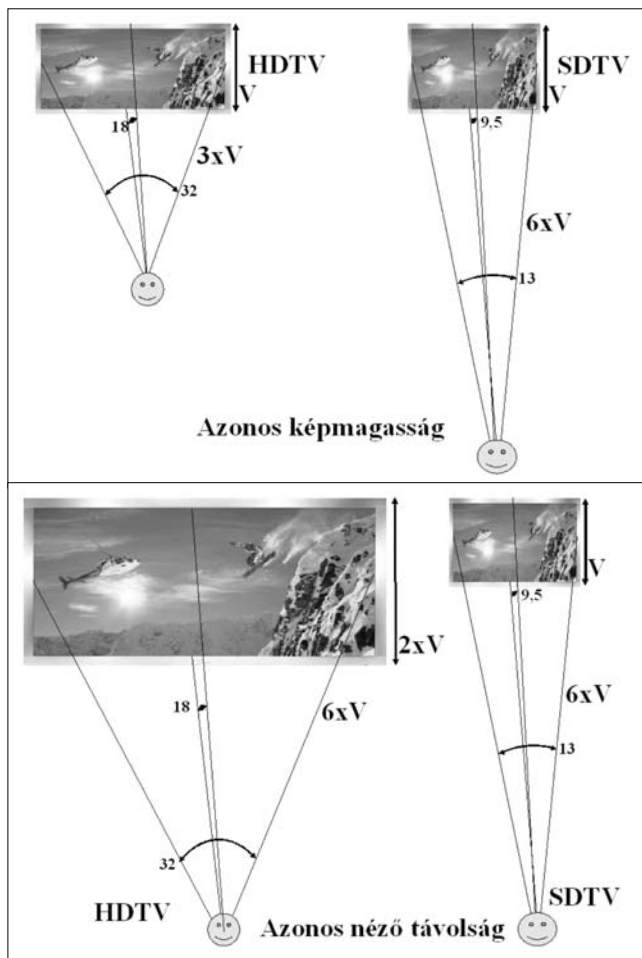 HDTV
V
18
3xV
32
SDTV
V
9,5
6xV
13
Azonos képmagasság
2xV
18
6xV
32
HDTV
V
9,5
6xV
13
SDTV
Azonos néző távolság